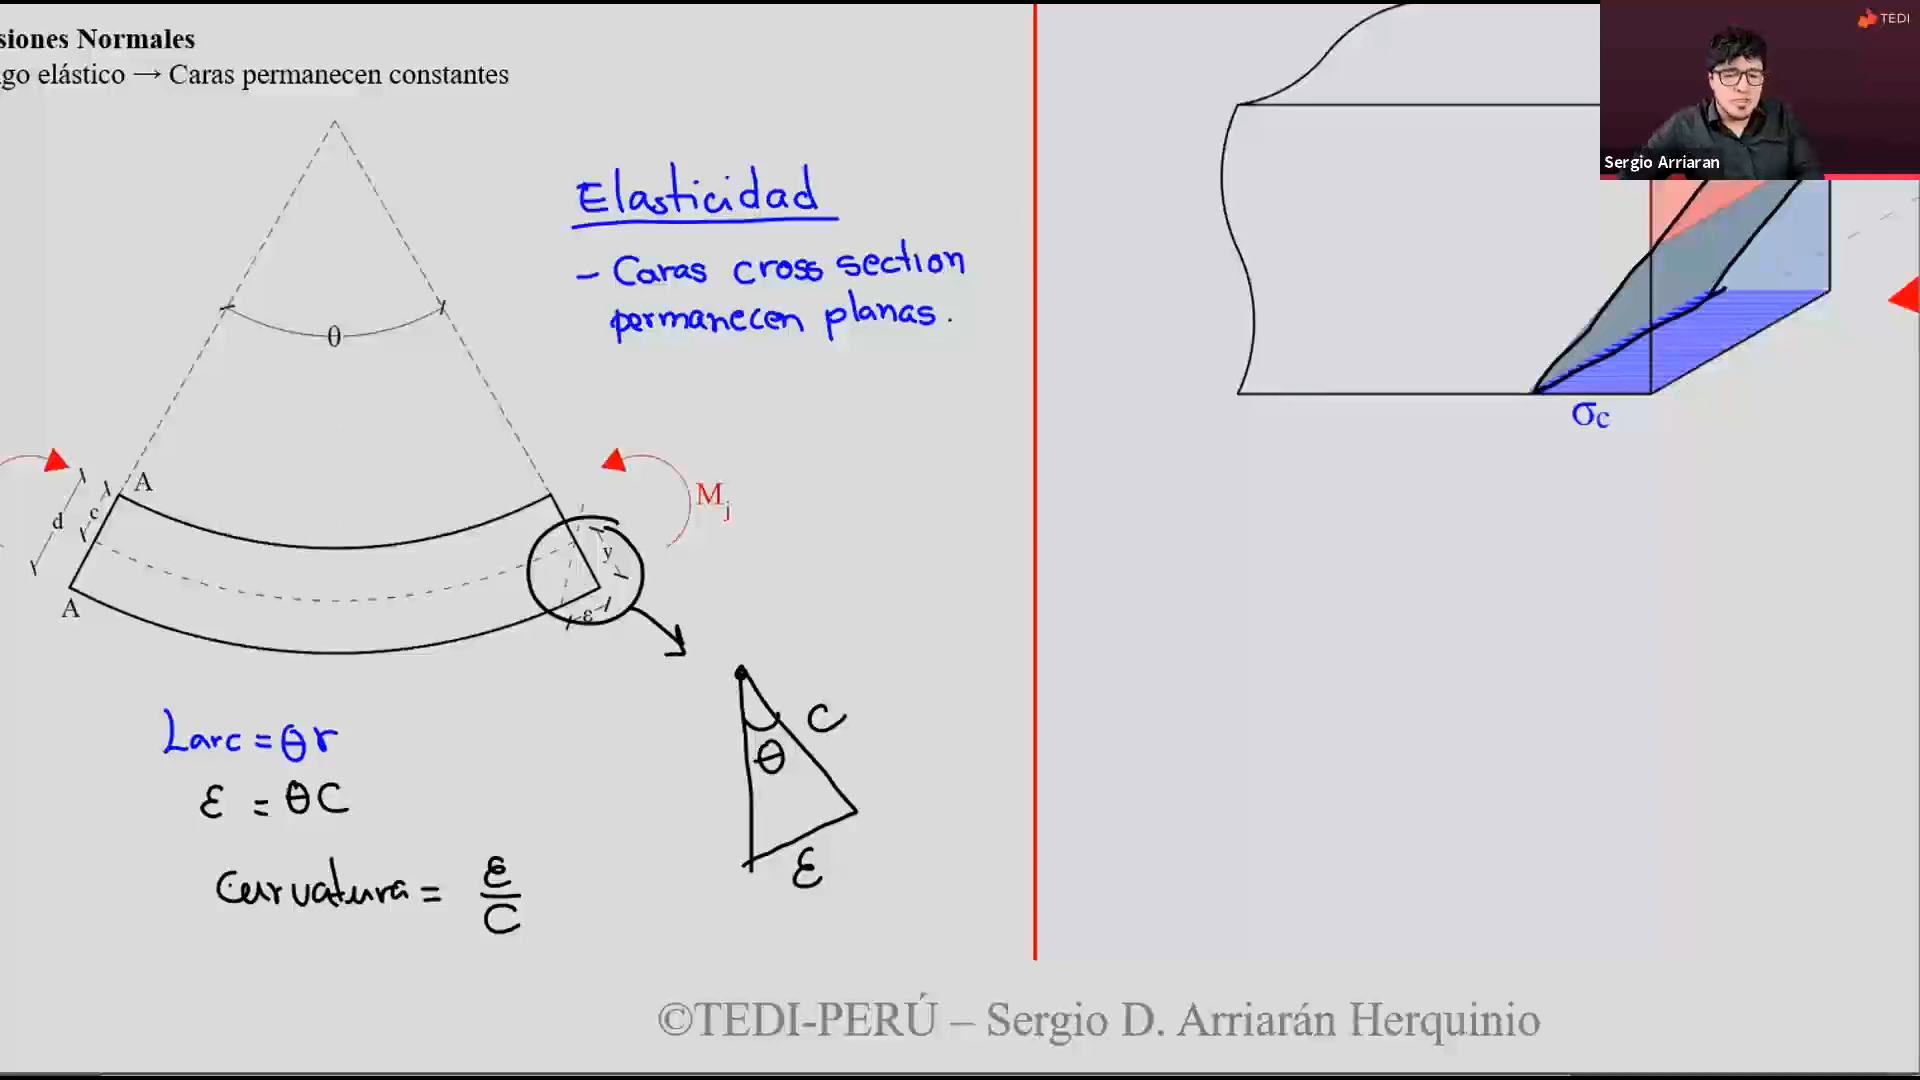 siones Normales
go elástico → Caras permanecen constantes
TEDI
Sergio Arriaran
Elasticidad
- Caras cross section
permanecen planas.
θ
σc
A
d
c
A
Mj
y
ε
Larc = θr
ε = θC
Curvatura = ε/C
C
θ
ε
©TEDI-PERÚ – Sergio D. Arriarán Herquinio